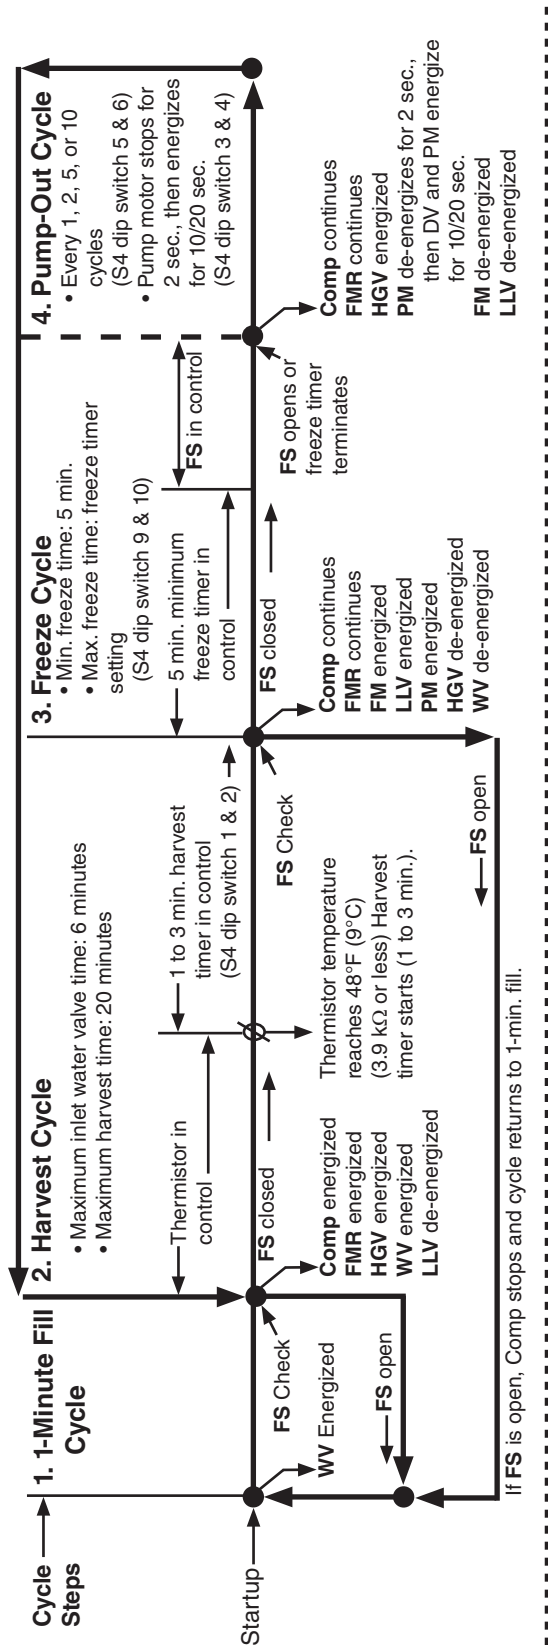 Cycle
Steps
1. 1-Minute Fill
Cycle
2. Harvest Cycle
• Maximum inlet water valve time: 6 minutes
• Maximum harvest time: 20 minutes
3. Freeze Cycle
• Min. freeze time: 5 min.
• Max. freeze time: freeze timer
setting
(S4 dip switch 9 & 10)
4. Pump-Out Cycle
• Every 1, 2, 5, or 10
cycles
(S4 dip switch 5 & 6)
• Pump motor stops for
2 sec., then energizes
for 10/20 sec.
(S4 dip switch 3 & 4)
Thermistor in
control
1 to 3 min. harvest
timer in control
(S4 dip switch 1 & 2)
5 min. minimum
freeze timer in
control
FS in control
Startup
FS Check
FS closed
FS Check
FS closed
FS opens or
freeze timer
terminates
WV Energized
Comp energized
FMR energized
HGV energized
WV energized
LLV de-energized
Thermistor temperature
reaches 48°F (9°C)
(3.9 kΩ or less) Harvest
timer starts (1 to 3 min.).
Comp continues
FMR continues
FM energized
LLV energized
PM energized
HGV de-energized
WV de-energized
Comp continues
FMR continues
HGV energized
PM de-energizes for 2 sec.,
then DV and PM energize
for 10/20 sec.
FM de-energized
LLV de-energized
FS open
FS open
If FS is open, Comp stops and cycle returns to 1-min. fill.